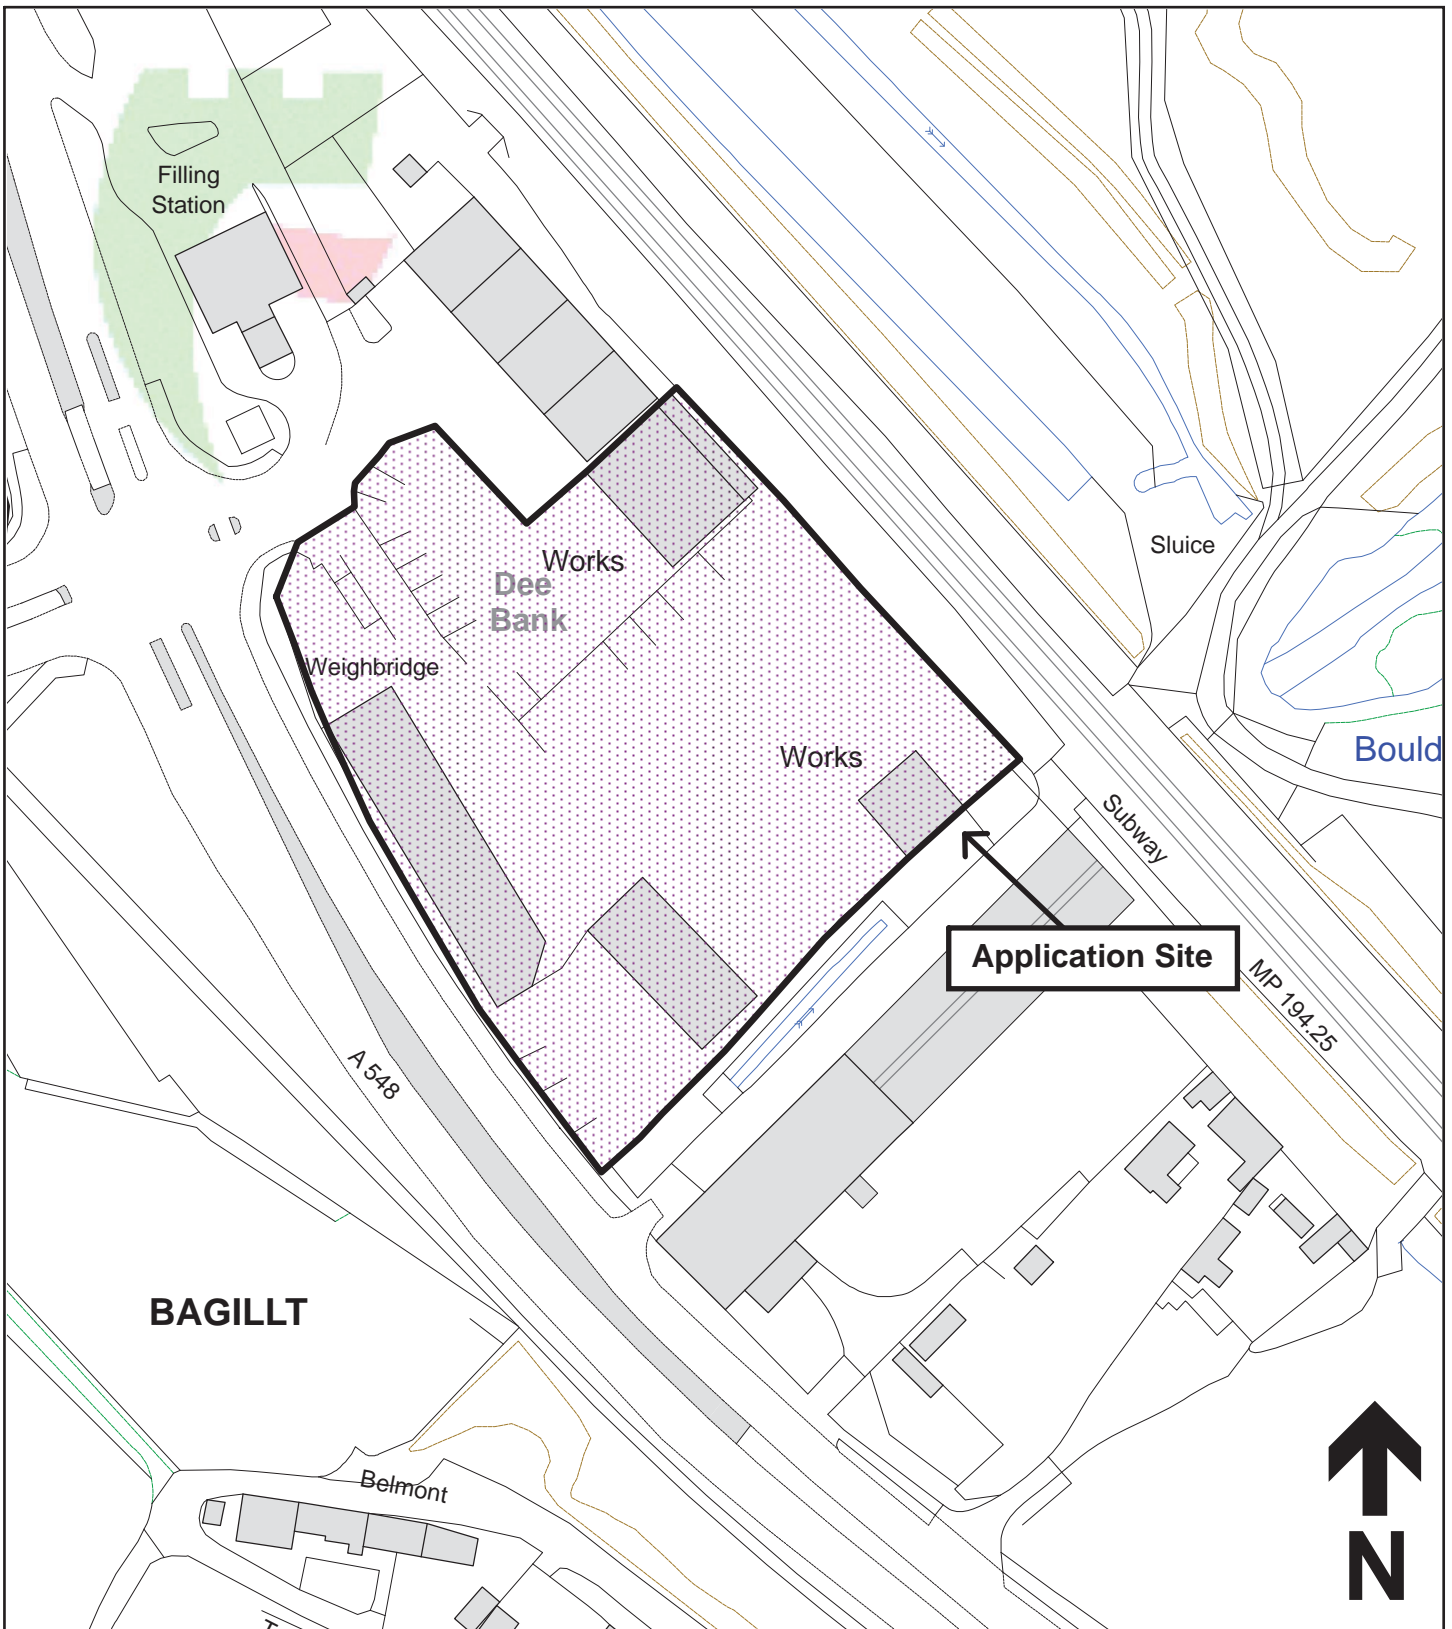 Filling
Station
Sluice
Works
Dee
Bank
Weighbridge
Works
Bould
Subway
Application Site
MP 194.25
A 548
BAGILLT
Belmont
N